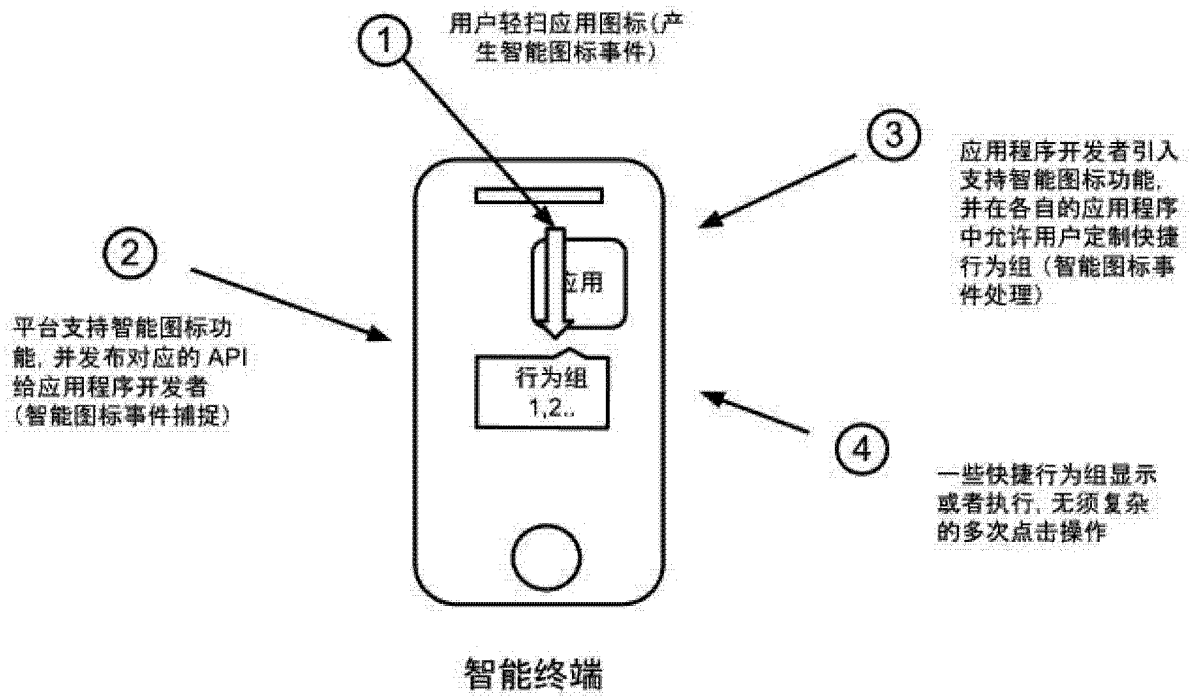 ①
用户轻扫应用图标(产
生智能图标事件)
③
应用程序开发者引入
支持智能图标功能,
并在各自的应用程序
中允许用户定制快捷
行为组 (智能图标事
件处理)
②
平台支持智能图标功
能, 并发布对应的 API
给应用程序开发者
(智能图标事件捕捉)
应用
行为组
1,2..
④
一些快捷行为组显示
或者执行, 无须复杂
的多次点击操作
智能终端